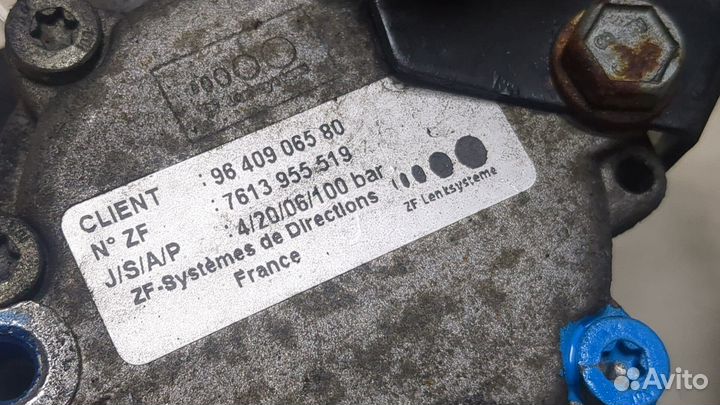 CLIENT : 96 409 065 80
N° ZF : 7613 955 519
J/S/A/P : 4/20/06/100 bar
ZF-Systèmes de Directions
France
ZF Lenksysteme
Avito